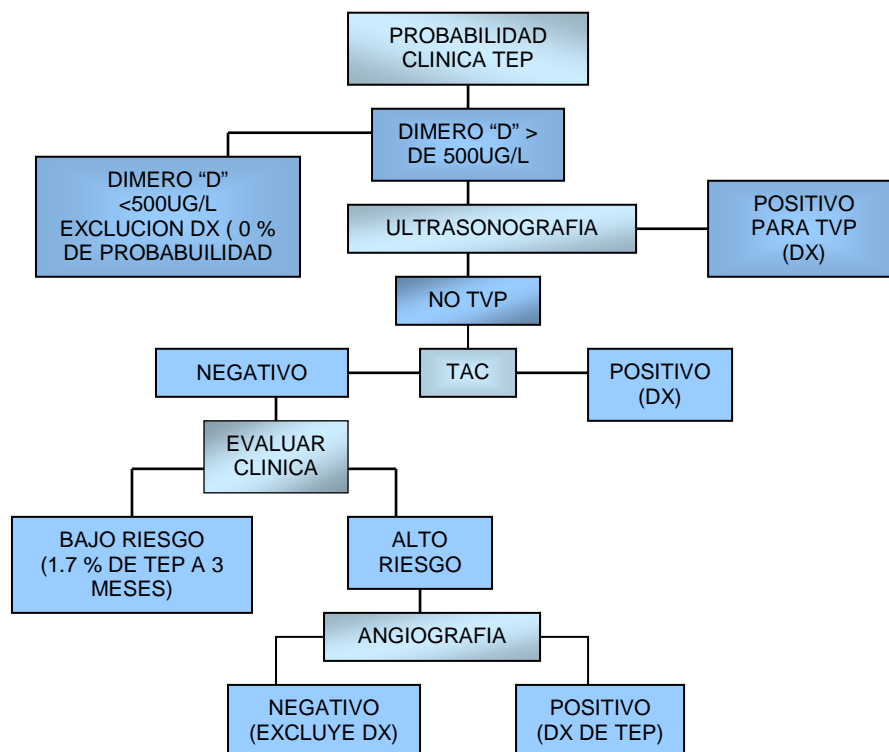 PROBABILIDAD
CLINICA TEP
DIMERO “D” >
DE 500UG/L
DIMERO “D”
<500UG/L
EXCLUCION DX ( 0 %
DE PROBABUILIDAD
ULTRASONOGRAFIA
POSITIVO
PARA TVP
(DX)
NO TVP
NEGATIVO
TAC
POSITIVO
(DX)
EVALUAR
CLINICA
BAJO RIESGO
(1.7 % DE TEP A 3
MESES)
ALTO
RIESGO
ANGIOGRAFIA
NEGATIVO
(EXCLUYE DX)
POSITIVO
(DX DE TEP)